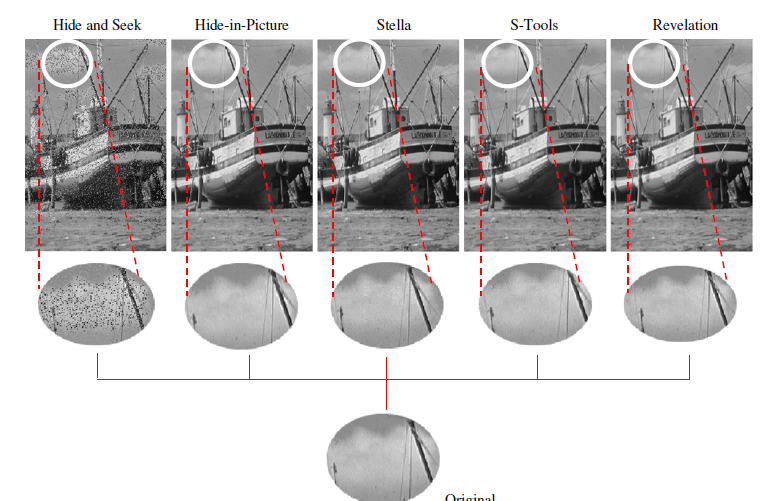 Hide and Seek
Hide-in-Picture
Stella
S-Tools
Revelation
Original